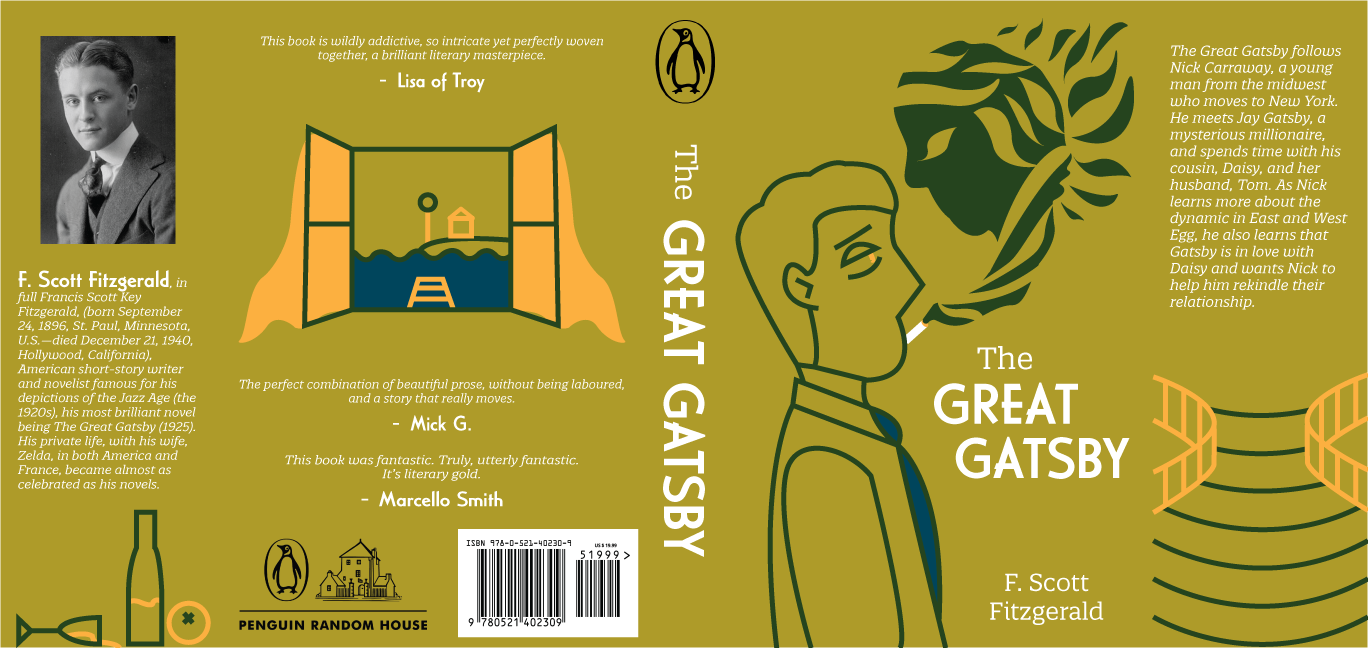 F. Scott Fitzgerald, in
full Francis Scott Key
Fitzgerald, (born September
24, 1896, St. Paul, Minnesota,
U.S.—died December 21, 1940,
Hollywood, California),
American short-story writer
and novelist famous for his
depictions of the Jazz Age (the
1920s), his most brilliant novel
being The Great Gatsby (1925).
His private life, with his wife,
Zelda, in both America and
France, became almost as
celebrated as his novels.
This book is wildly addictive, so intricate yet perfectly woven
together, a brilliant literary masterpiece.
- Lisa of Troy
The perfect combination of beautiful prose, without being laboured,
and a story that really moves.
- Mick G.
This book was fantastic. Truly, utterly fantastic.
It's literary gold.
- Marcello Smith
PENGUIN RANDOM HOUSE
ISBN 978-0-521-40230-9
US $ 19.99
51999 >
9 780521 402309
The GREAT GATSBY
The
GREAT
GATSBY
F. Scott
Fitzgerald
The Great Gatsby follows
Nick Carraway, a young
man from the midwest
who moves to New York.
He meets Jay Gatsby, a
mysterious millionaire,
and spends time with his
cousin, Daisy, and her
husband, Tom. As Nick
learns more about the
dynamic in East and West
Egg, he also learns that
Gatsby is in love with
Daisy and wants Nick to
help him rekindle their
relationship.